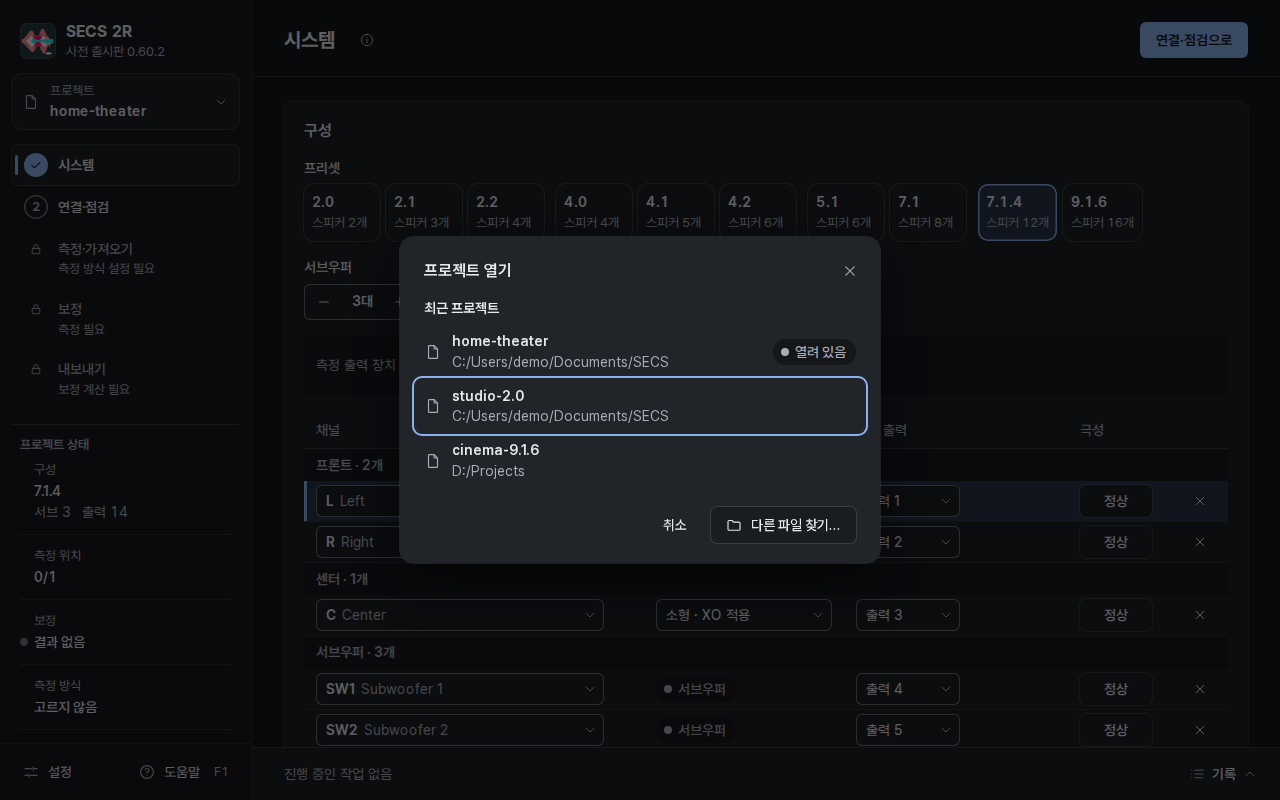 SECS 2R
사전 출시판 0.60.2
프로젝트
home-theater
시스템
2 연결·점검
측정·가져오기
측정 방식 설정 필요
보정
측정 필요
내보내기
보정 계산 필요
프로젝트 상태
구성
7.1.4
서브 3 출력 14
측정 위치
0/1
보정
결과 없음
측정 방식
고르지 않음
설정
도움말 F1
시스템
연결·점검으로
구성
프리셋
2.0
스피커 2개
2.1
스피커 3개
2.2
스피커 4개
4.0
스피커 4개
4.1
스피커 5개
4.2
스피커 6개
5.1
스피커 6개
7.1
스피커 8개
7.1.4
스피커 12개
9.1.6
스피커 16개
서브우퍼
3대
측정 출력 장치
채널 출력 극성
프론트 · 2개
L Left 출력 1 정상
R Right 출력 2 정상
센터 · 1개
C Center 소형 · XO 적용 출력 3 정상
서브우퍼 · 3개
SW1 Subwoofer 1 서브우퍼 출력 4 정상
SW2 Subwoofer 2 서브우퍼 출력 5 정상
진행 중인 작업 없음
기록
프로젝트 열기
최근 프로젝트
home-theater
C:/Users/demo/Documents/SECS
열려 있음
studio-2.0
C:/Users/demo/Documents/SECS
cinema-9.1.6
D:/Projects
취소
다른 파일 찾기...